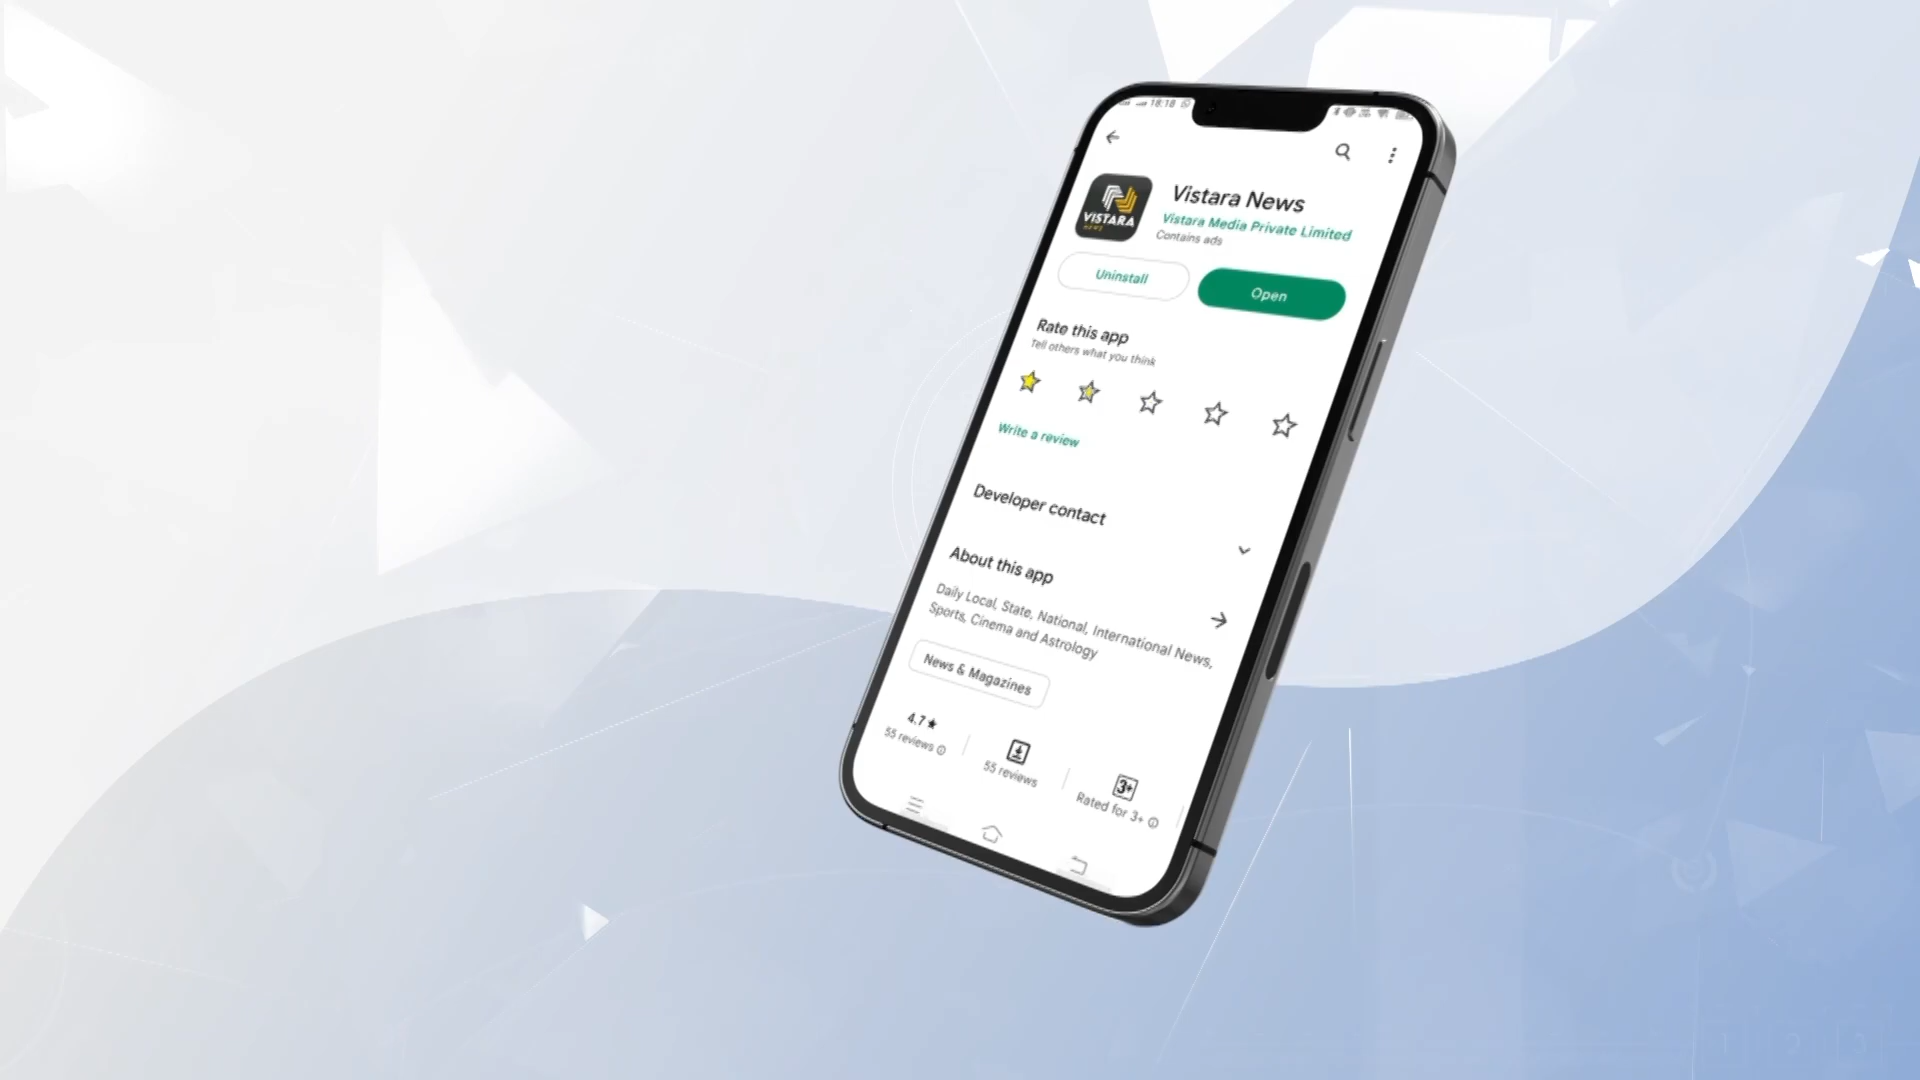 18:18
Vistara News
Vistara Media Private Limited
Contains ads
VISTARA
NEWS
Uninstall
Open
Rate this app
Tell others what you think
Write a review
Developer contact
About this app
Daily Local, State, National, International News,
Sports, Cinema and Astrology
News & Magazines
4.7★
55 reviews
55 reviews
3+
Rated for 3+